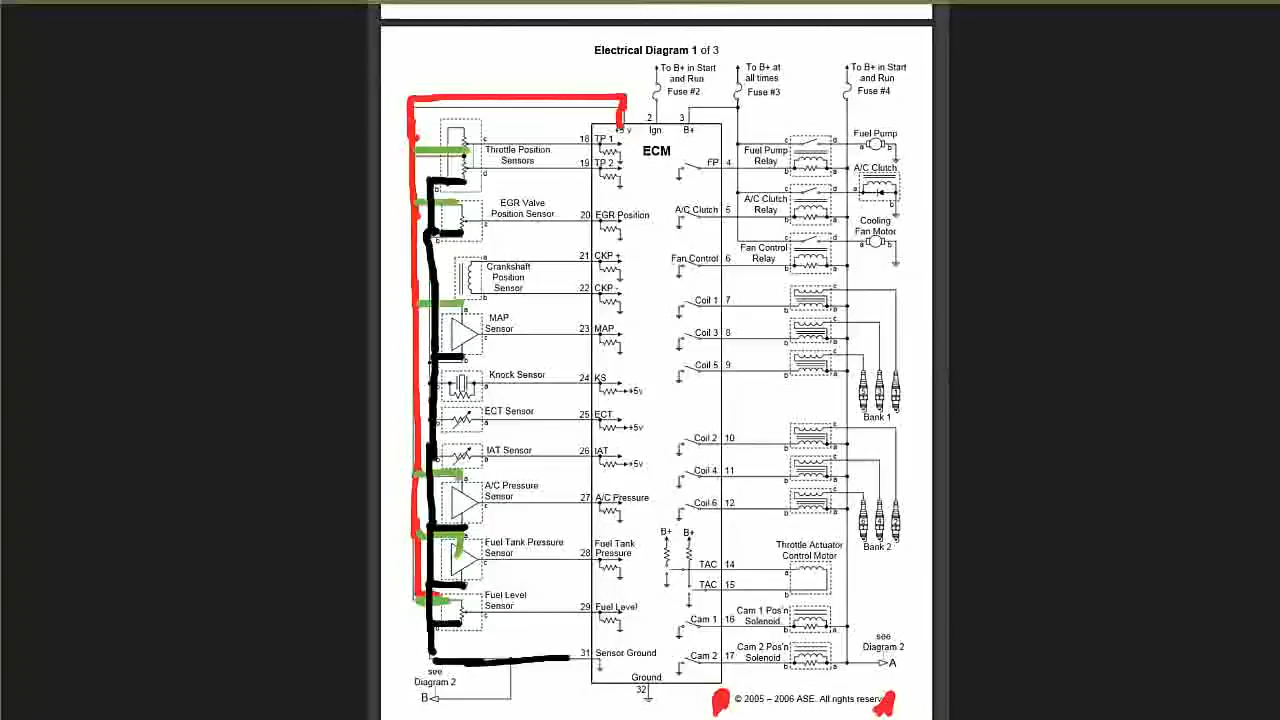 Electrical Diagram 1 of 3
To B+ in Start and Run Fuse #2
To B+ at all times Fuse #3
To B+ in Start and Run Fuse #4
+5 v
2
Ign
3
B+
ECM
c
Throttle Position Sensors
d
b
18 TP 1
19 TP 2
EGR Valve Position Sensor
b
c
20 EGR Position
a
Crankshaft Position Sensor
b
21 CKP +
22 CKP -
a
MAP Sensor
c
b
23 MAP
b
Knock Sensor
a
24 KS
+5v
b
ECT Sensor
a
25 ECT
+5v
b
IAT Sensor
a
26 IAT
+5v
a
A/C Pressure Sensor
c
27 A/C Pressure
Fuel Tank Pressure Sensor
c
b
28 Fuel Tank Pressure
Fuel Level Sensor
c
29 Fuel Level
31 Sensor Ground
see Diagram 2
B
Ground
32
FP 4
Fuel Pump Relay
c
d
b
a
Fuel Pump
a
b
A/C Clutch 5
A/C Clutch Relay
c
d
b
a
A/C Clutch
a
b
Fan Control 6
Fan Control Relay
c
d
b
a
Cooling Fan Motor
a
b
Coil 1 7
c
b
a
Coil 3 8
c
b
a
Coil 5 9
c
b
a
5
3
1
Bank 1
Coil 2 10
c
b
a
Coil 4 11
c
b
a
Coil 6 12
c
b
a
6
4
2
Bank 2
B+
B+
TAC 14
TAC 15
Throttle Actuator Control Motor
a
b
Cam 1 16
Cam 1 Pos'n Solenoid
b
a
Cam 2 17
Cam 2 Pos'n Solenoid
b
a
see Diagram 2
A
© 2005 – 2006 ASE. All rights reserv